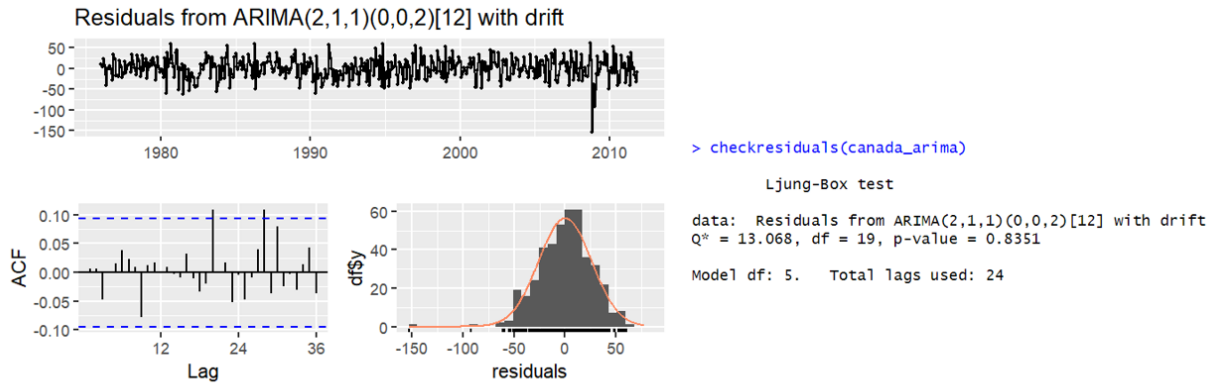 Residuals from ARIMA(2,1,1)(0,0,2)[12] with drift
50
0
-50
-100
-150
1980
1990
2000
2010
0.10
0.05
0.00
-0.05
-0.10
ACF
12
24
36
Lag
60
40
20
0
df$y
-150
-100
-50
0
50
residuals
> checkresiduals(canada_arima)
Ljung-Box test
data: Residuals from ARIMA(2,1,1)(0,0,2)[12] with drift
Q* = 13.068, df = 19, p-value = 0.8351
Model df: 5. Total lags used: 24